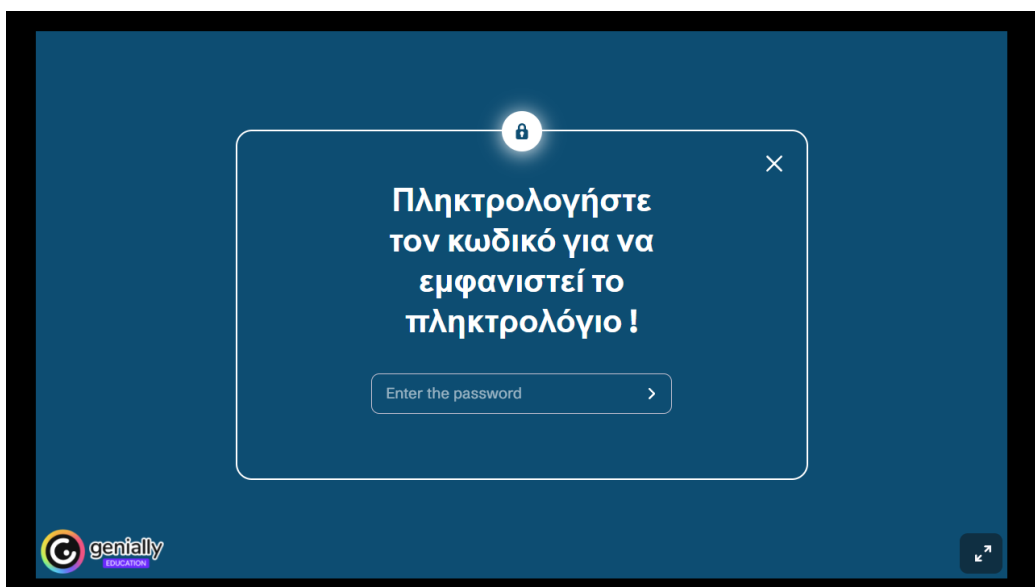 Πληκτρολογήστε
τον κωδικό για να
εμφανιστεί το
πληκτρολόγιο !
Enter the password
genially
EDUCATION